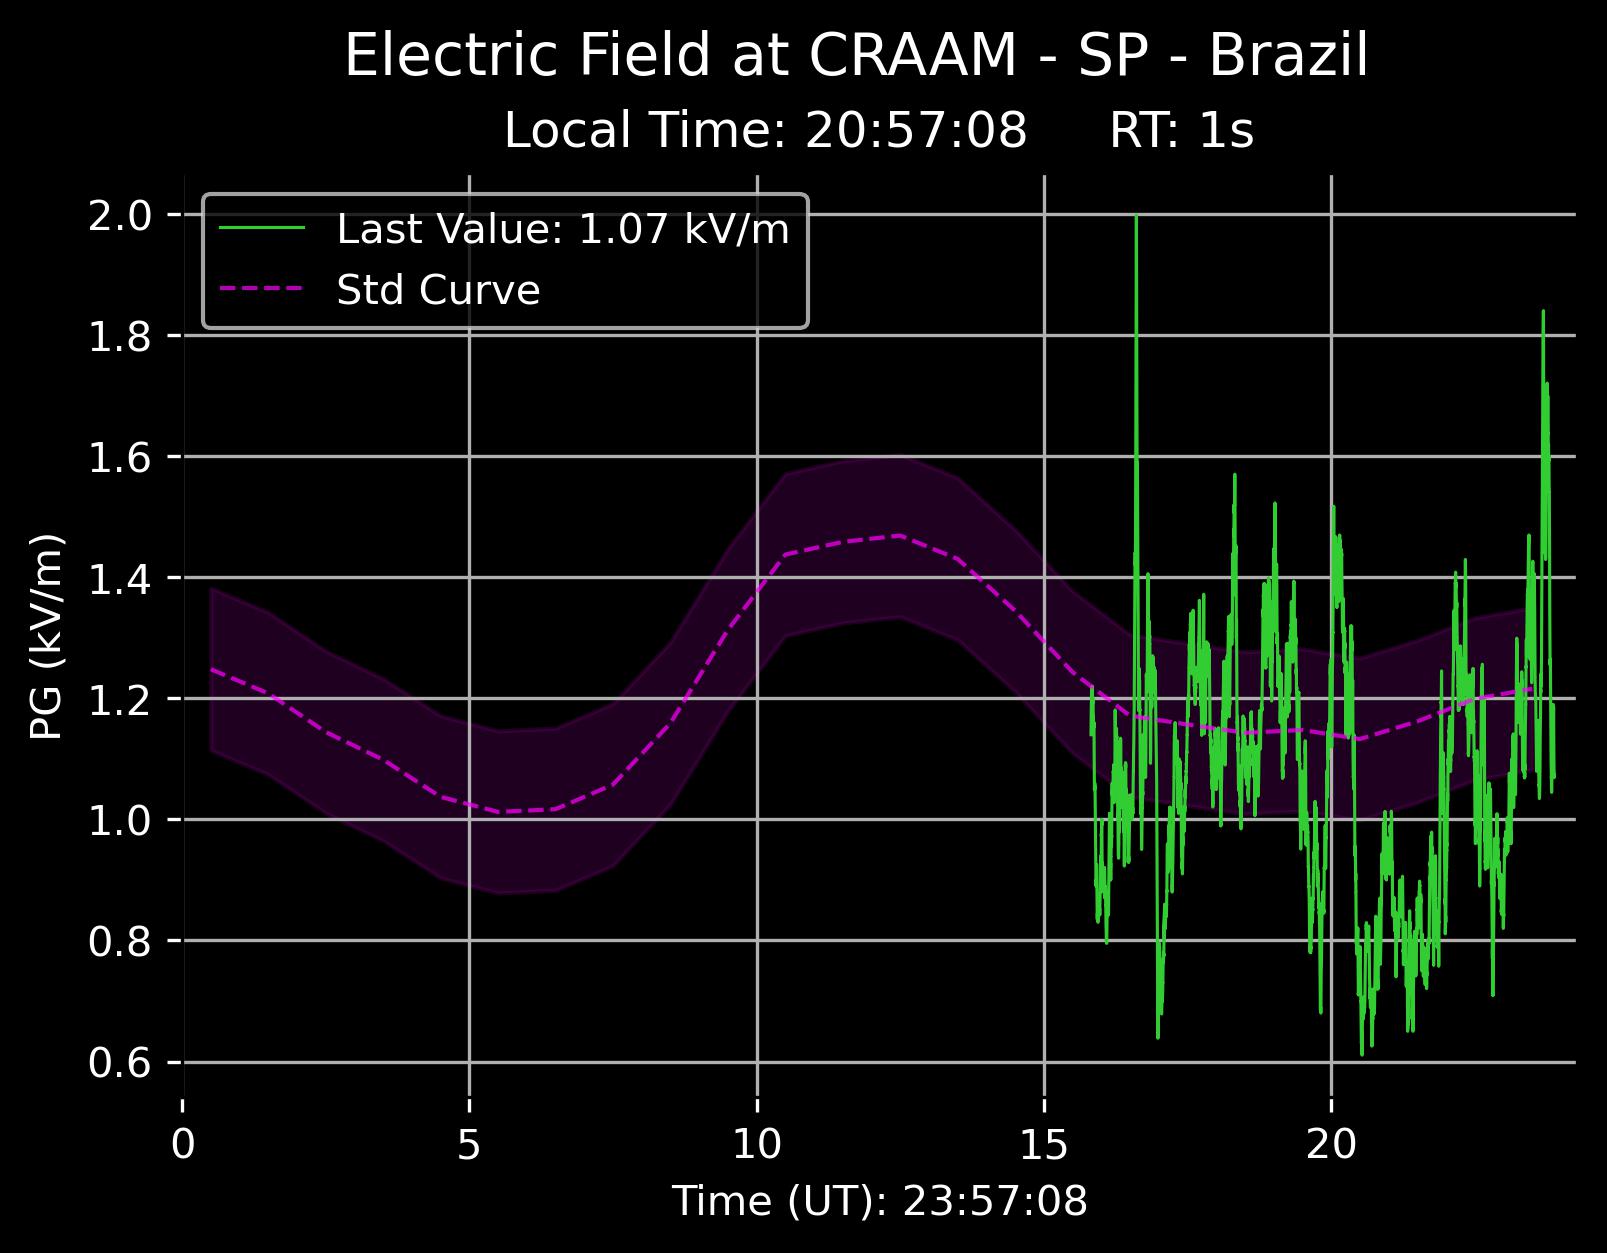 Electric Field at CRAAM - SP - Brazil
Local Time: 20:57:08 RT: 1s
Last Value: 1.07 kV/m
Std Curve
PG (kV/m)
2.0
1.8
1.6
1.4
1.2
1.0
0.8
0.6
0 5 10 15 20
Time (UT): 23:57:08